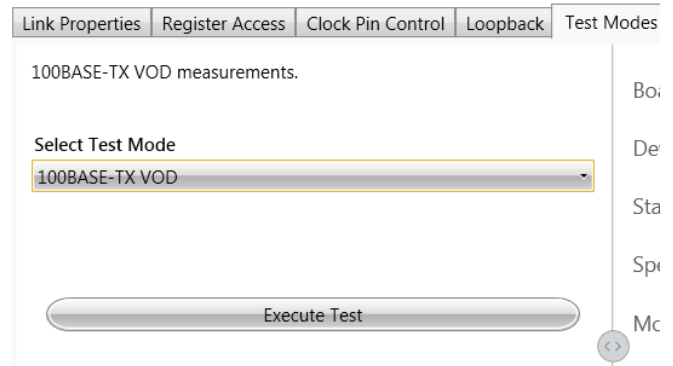 Link Properties Register Access Clock Pin Control Loopback Test Modes
100BASE-TX VOD measurements.
Select Test Mode
100BASE-TX VOD
Execute Test